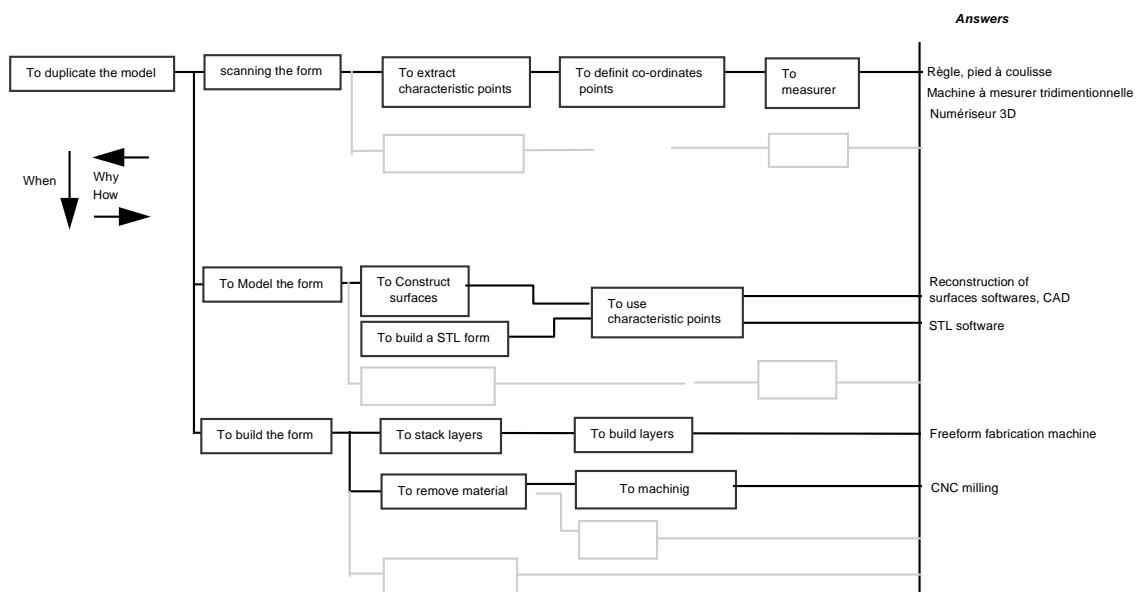 Answers
To duplicate the model
scanning the form
To extract
characteristic points
To definit co-ordinates
points
To
measurer
Règle, pied à coulisse
Machine à mesurer tridimentionnelle
Numériseur 3D
When
Why
How
To Model the form
To Construct
surfaces
To build a STL form
To use
characteristic points
Reconstruction of
surfaces softwares, CAD
STL software
To build the form
To stack layers
To build layers
Freeform fabrication machine
To remove material
To machinig
CNC milling